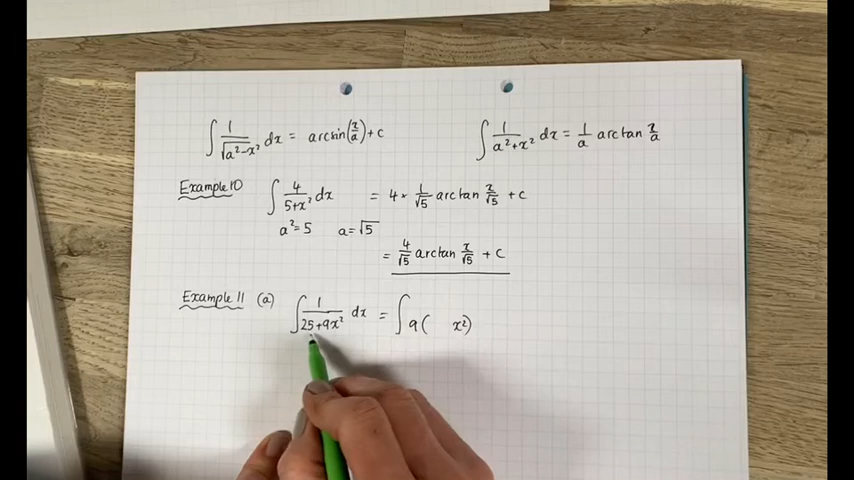 ∫ 1/√(a²−x²) dx = arcsin(x/a) + c
∫ 1/(a²+x²) dx = 1/a arctan x/a
Example 10 ∫ 4/(5+x²) dx = 4 × 1/√5 arctan x/√5 + c
a² = 5 a = √5
= 4/√5 arctan x/√5 + c
Example 11 (a) ∫ 1/(25+9x²) dx = ∫ 9( x²)